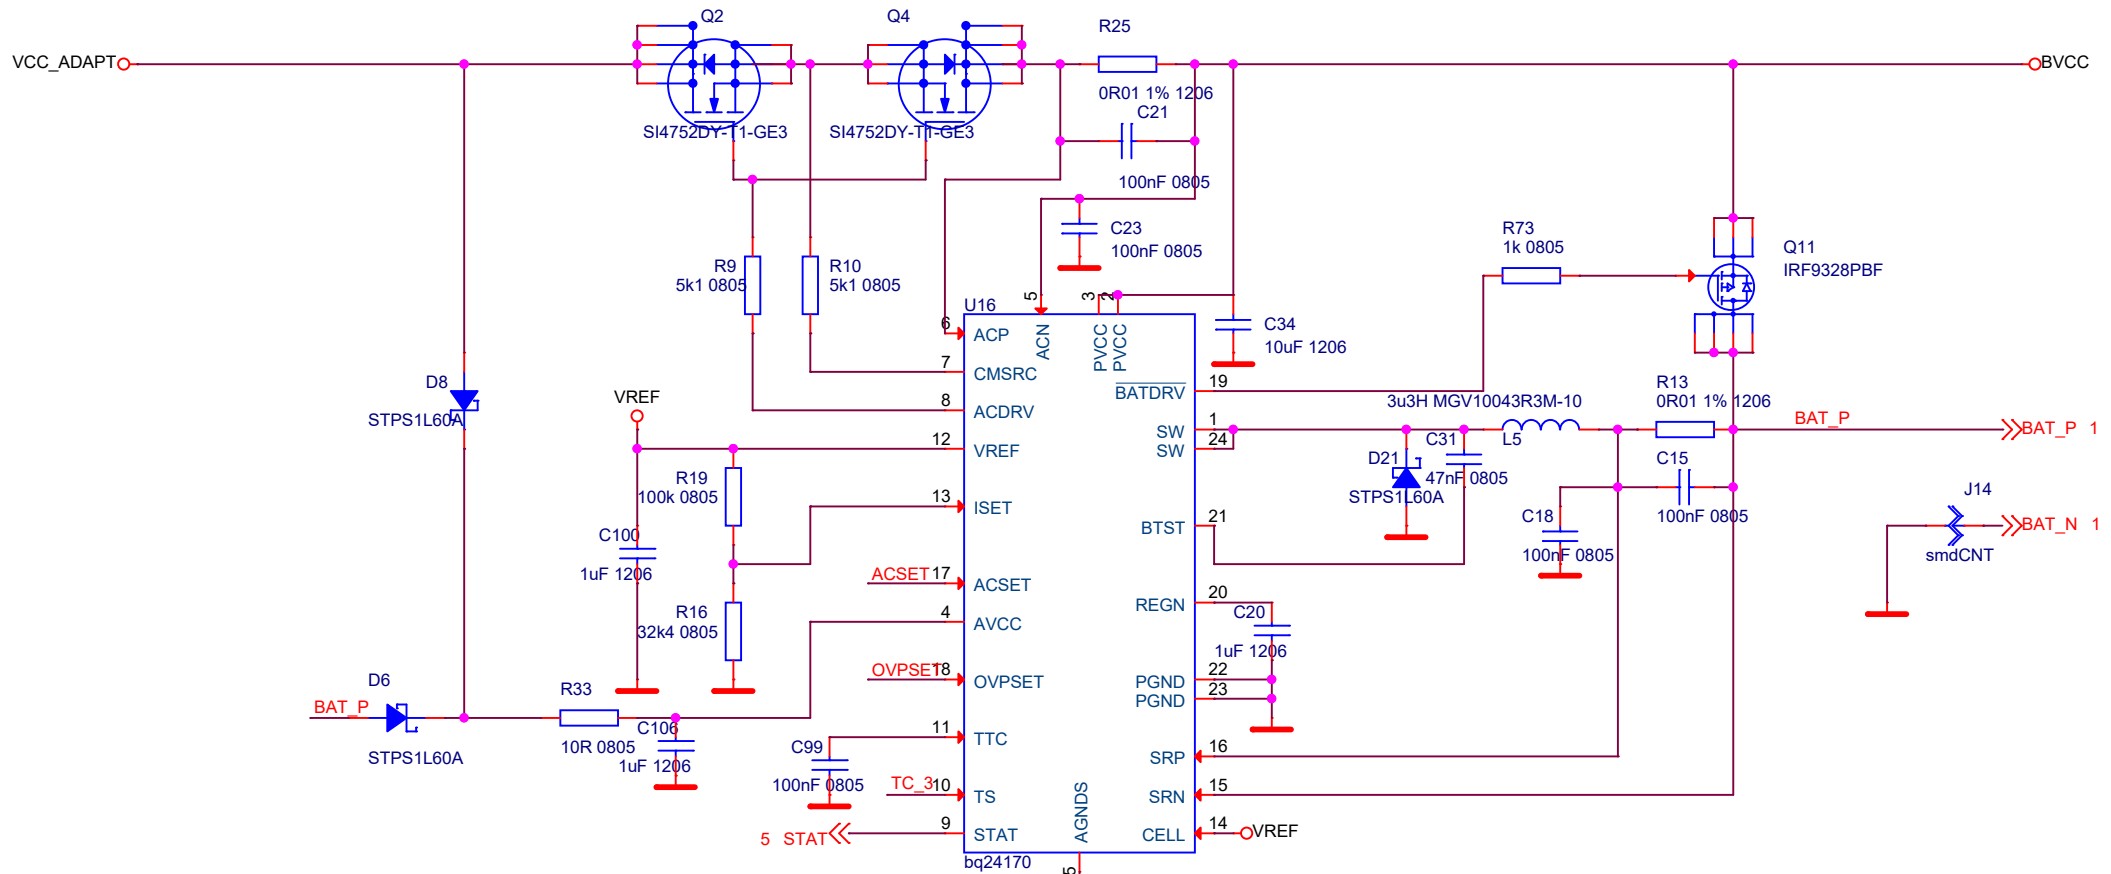 Q2
Q4
R25
VCC_ADAPT
BVCC
0R01 1% 1206
C21
SI4752DY-T1-GE3
SI4752DY-T1-GE3
100nF 0805
C23
100nF 0805
R73
1k 0805
Q11
IRF9328PBF
R9
5k1 0805
R10
5k1 0805
5
3
2
U16
C34
10uF 1206
6
ACP
ACN
PVCC
PVCC
7
CMSRC
BATDRV
19
D8
STPS1L60A
VREF
8
ACDRV
3u3H MGV10043R3M-10
R13
0R01 1% 1206
BAT_P
BAT_P 1
SW
1
SW
24
L5
12
VREF
C31
47nF 0805
D21
STPS1L60A
C15
100nF 0805
R19
100k 0805
13
ISET
J14
smdCNT
BAT_N 1
BTST
21
C18
100nF 0805
C100
1uF 1206
ACSET
17
ACSET
REGN
20
C20
1uF 1206
R16
32k4 0805
4
AVCC
OVPSET
18
OVPSET
PGND
22
PGND
23
D6
BAT_P
STPS1L60A
R33
10R 0805
C106
1uF 1206
11
TTC
C99
100nF 0805
SRP
16
TC_3
10
TS
SRN
15
5 STAT
9
STAT
AGNDS
CELL
14
VREF
bq24170